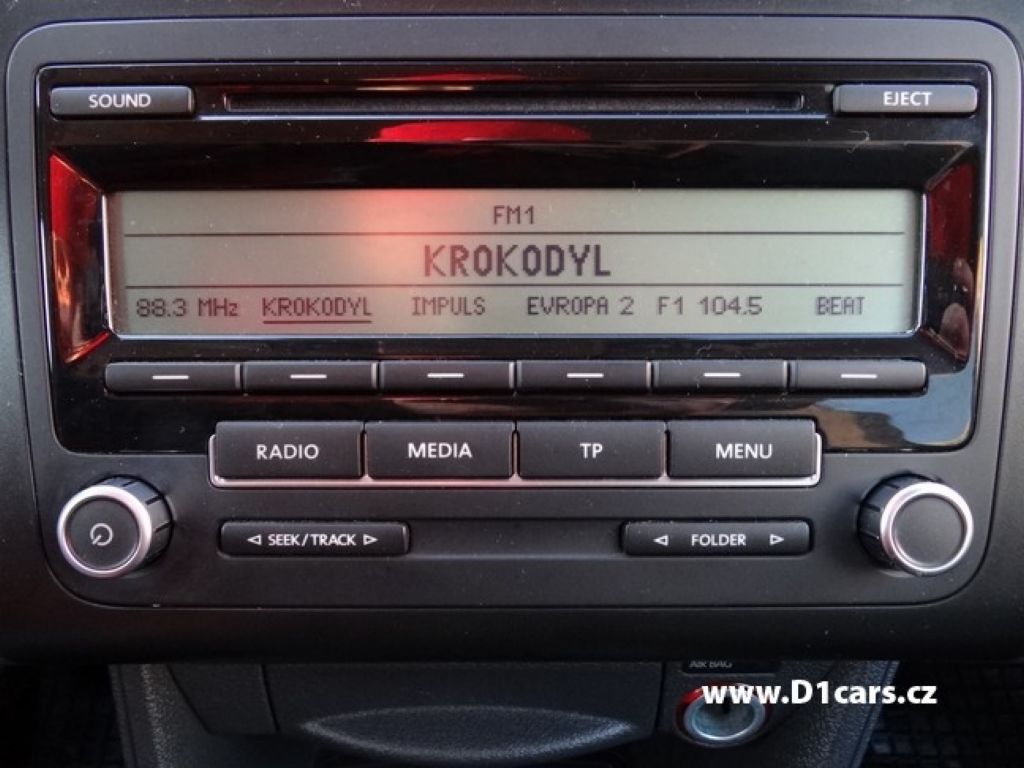 SOUND
EJECT
FM1
KROKODYL
88.3 MHz KROKODYL IMPULS EVROPA 2 F1 104.5 BEAT
RADIO MEDIA TP MENU
SEEK/TRACK
FOLDER
AIR BAG
www.D1cars.cz